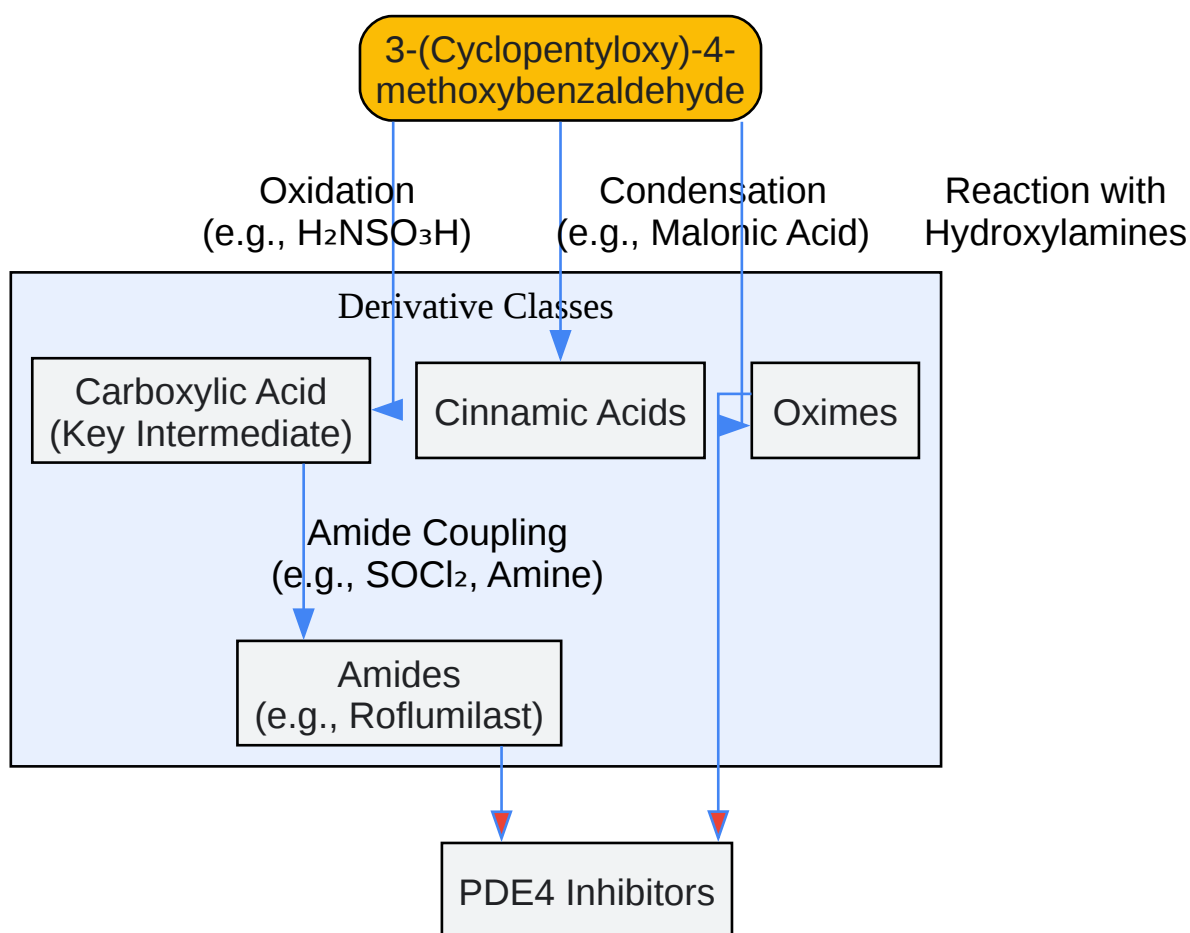 3-(Cyclopentyloxy)-4-
methoxybenzaldehyde
Oxidation
(e.g., H₂NSO₃H)
Condensation
(e.g., Malonic Acid)
Reaction with
Hydroxylamines
Derivative Classes
Carboxylic Acid
(Key Intermediate)
Cinnamic Acids
Oximes
Amide Coupling
(e.g., SOCl₂, Amine)
Amides
(e.g., Roflumilast)
PDE4 Inhibitors